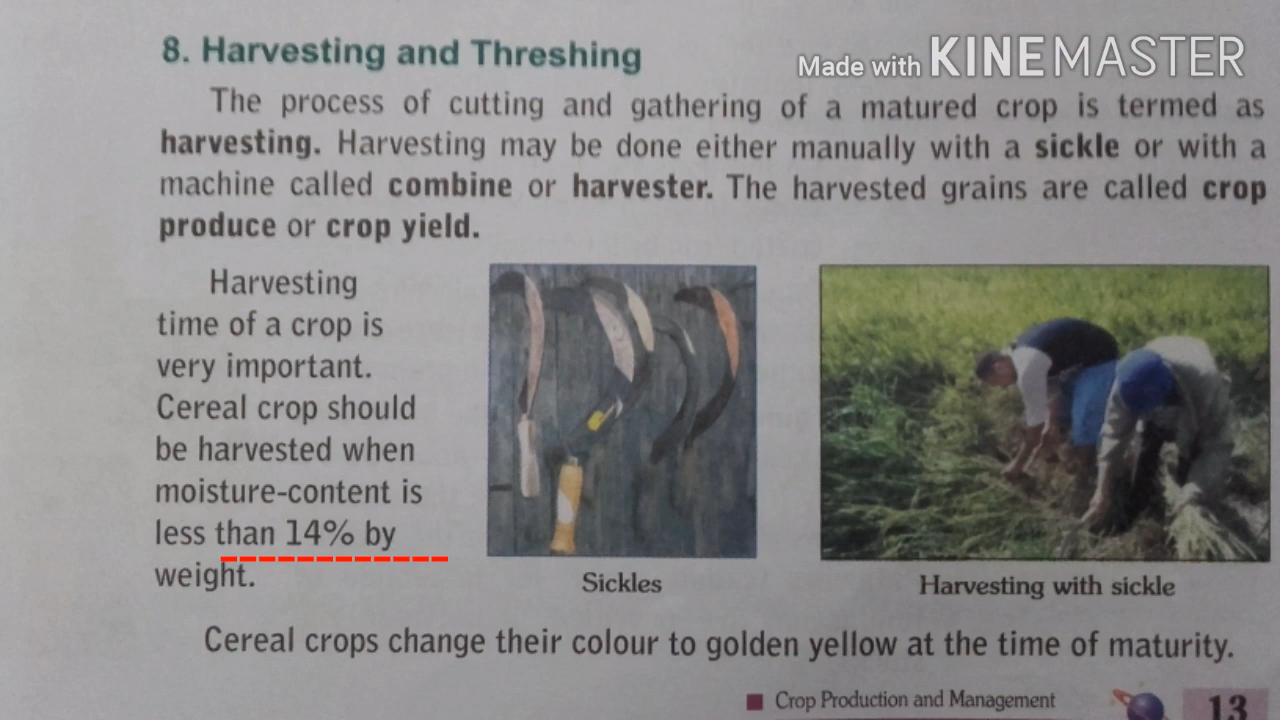 8. Harvesting and Threshing
Made with KINEMASTER
The process of cutting and gathering of a matured crop is termed as
harvesting. Harvesting may be done either manually with a sickle or with a
machine called combine or harvester. The harvested grains are called crop
produce or crop yield.
Harvesting
time of a crop is
very important.
Cereal crop should
be harvested when
moisture-content is
less than 14% by
weight.
Sickles
Harvesting with sickle
Cereal crops change their colour to golden yellow at the time of maturity.
Crop Production and Management
13